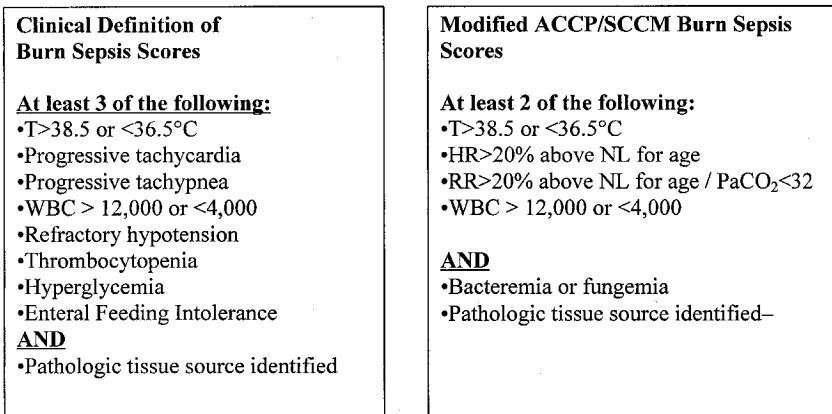 Clinical Definition of
Burn Sepsis Scores
At least 3 of the following:
•T>38.5 or <36.5°C
•Progressive tachycardia
•Progressive tachypnea
•WBC > 12,000 or <4,000
•Refractory hypotension
•Thrombocytopenia
•Hyperglycemia
•Enteral Feeding Intolerance
AND
•Pathologic tissue source identified
Modified ACCP/SCCM Burn Sepsis
Scores
At least 2 of the following:
•T>38.5 or <36.5°C
•HR>20% above NL for age
•RR>20% above NL for age / PaCO₂<32
•WBC > 12,000 or <4,000
AND
•Bacteremia or fungemia
•Pathologic tissue source identified–